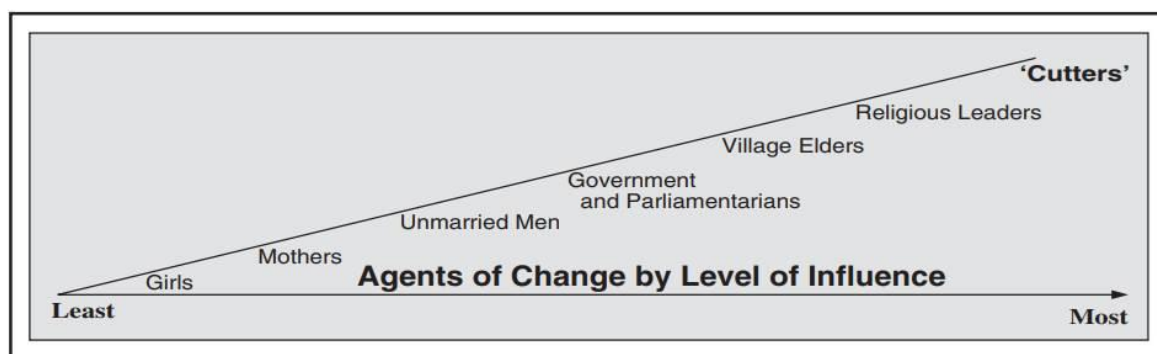 'Cutters'
Religious Leaders
Village Elders
Government
and Parliamentarians
Unmarried Men
Mothers
Girls
Agents of Change by Level of Influence
Least
Most